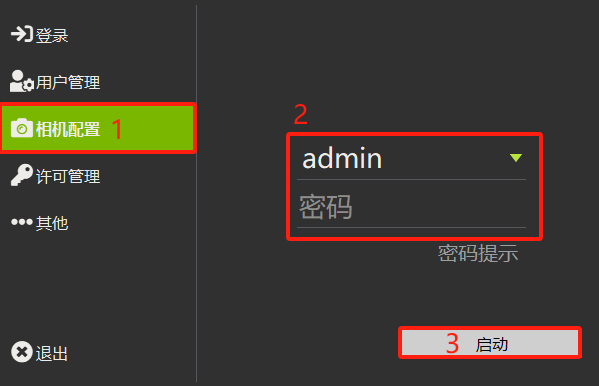 登录
用户管理
相机配置 1
许可管理
其他
退出
2
admin
密码
密码提示
3 启动